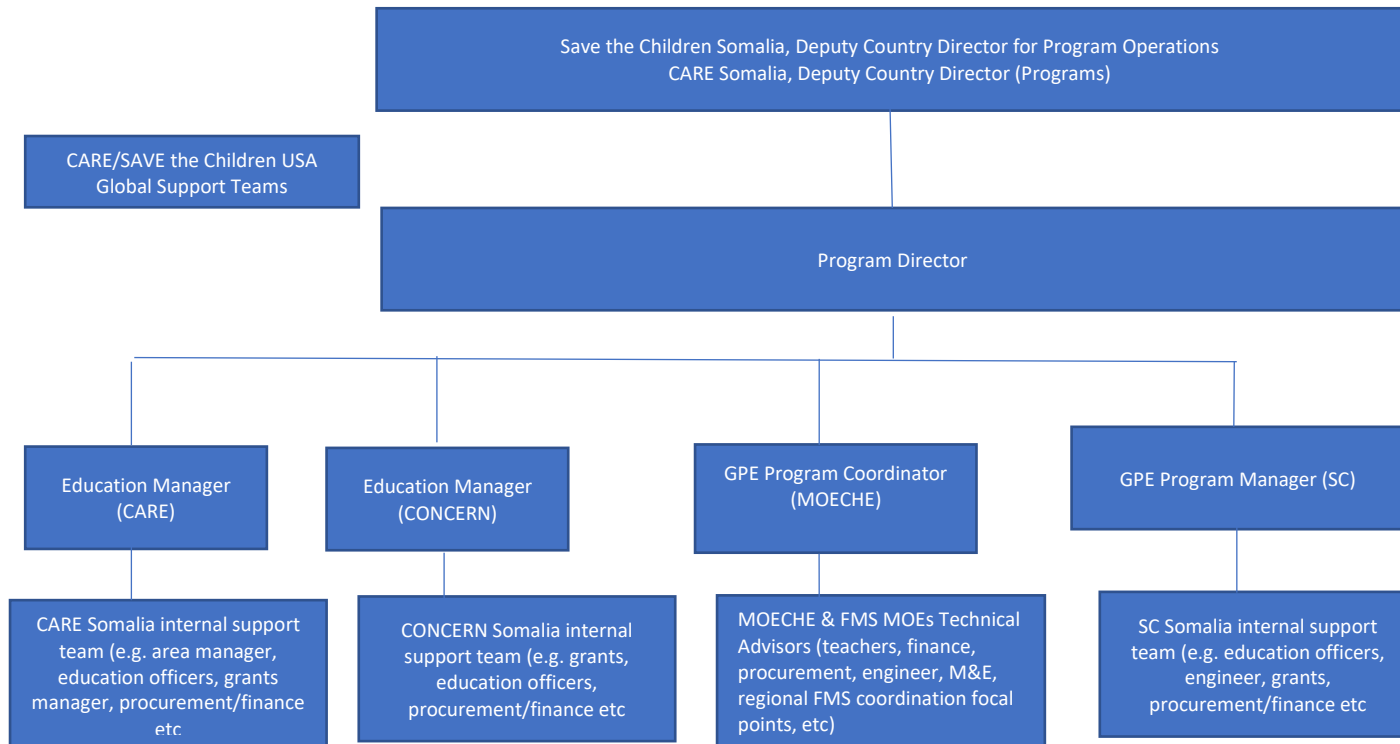 Save the Children Somalia, Deputy Country Director for Program Operations
CARE Somalia, Deputy Country Director (Programs)
CARE/SAVE the Children USA
Global Support Teams
Program Director
Education Manager
(CARE)
Education Manager
(CONCERN)
GPE Program Coordinator
(MOECHE)
GPE Program Manager (SC)
CARE Somalia internal support
team (e.g. area manager,
education officers, grants
manager, procurement/finance
etc
CONCERN Somalia internal
support team (e.g. grants,
education officers,
procurement/finance etc
MOECHE & FMS MOEs Technical
Advisors (teachers, finance,
procurement, engineer, M&E,
regional FMS coordination focal
points, etc)
SC Somalia internal support
team (e.g. education officers,
engineer, grants,
procurement/finance etc